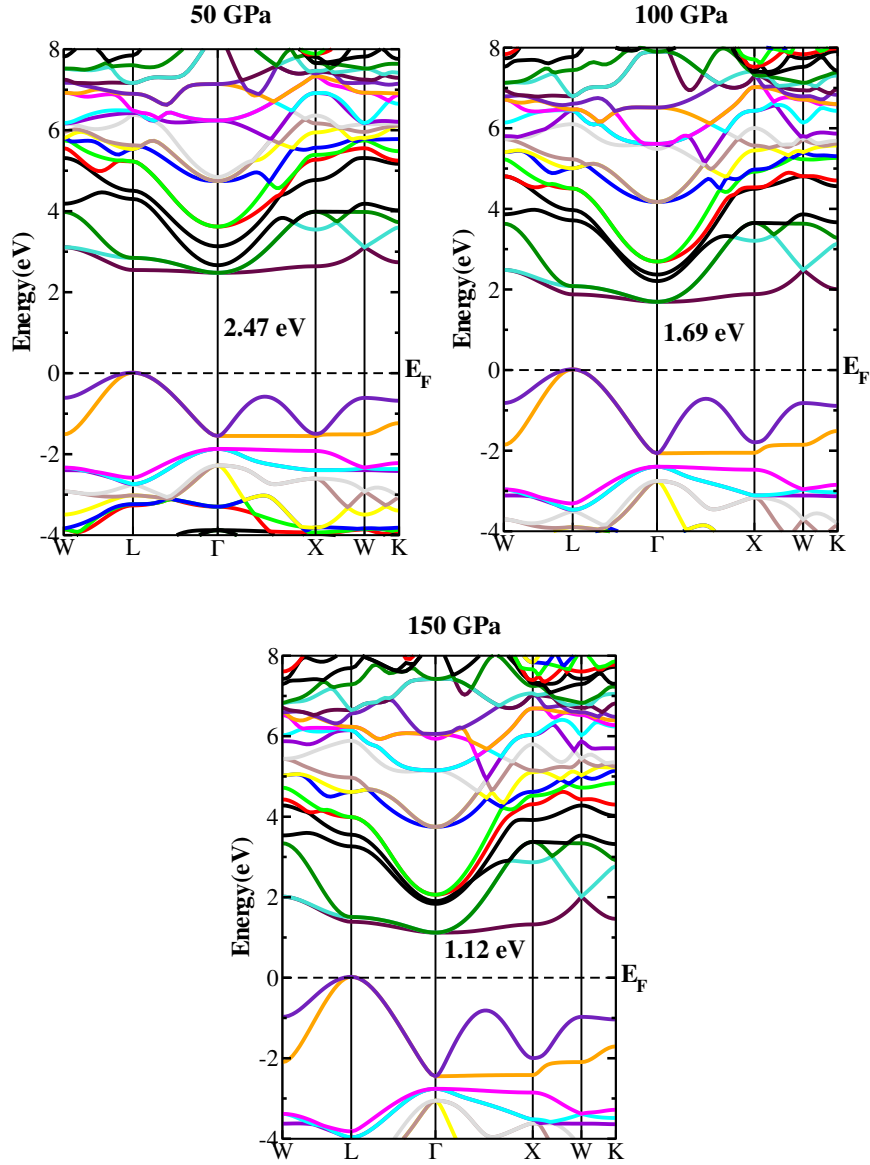 50 GPa
8
6
4
2
0
-2
-4
Energy(eV)
2.47 eV
E_F
W L Γ X W K
100 GPa
8
6
4
2
0
-2
-4
Energy(eV)
1.69 eV
E_F
W L Γ X W K
150 GPa
8
6
4
2
0
-2
-4
Energy(eV)
1.12 eV
E_F
W L Γ X W K